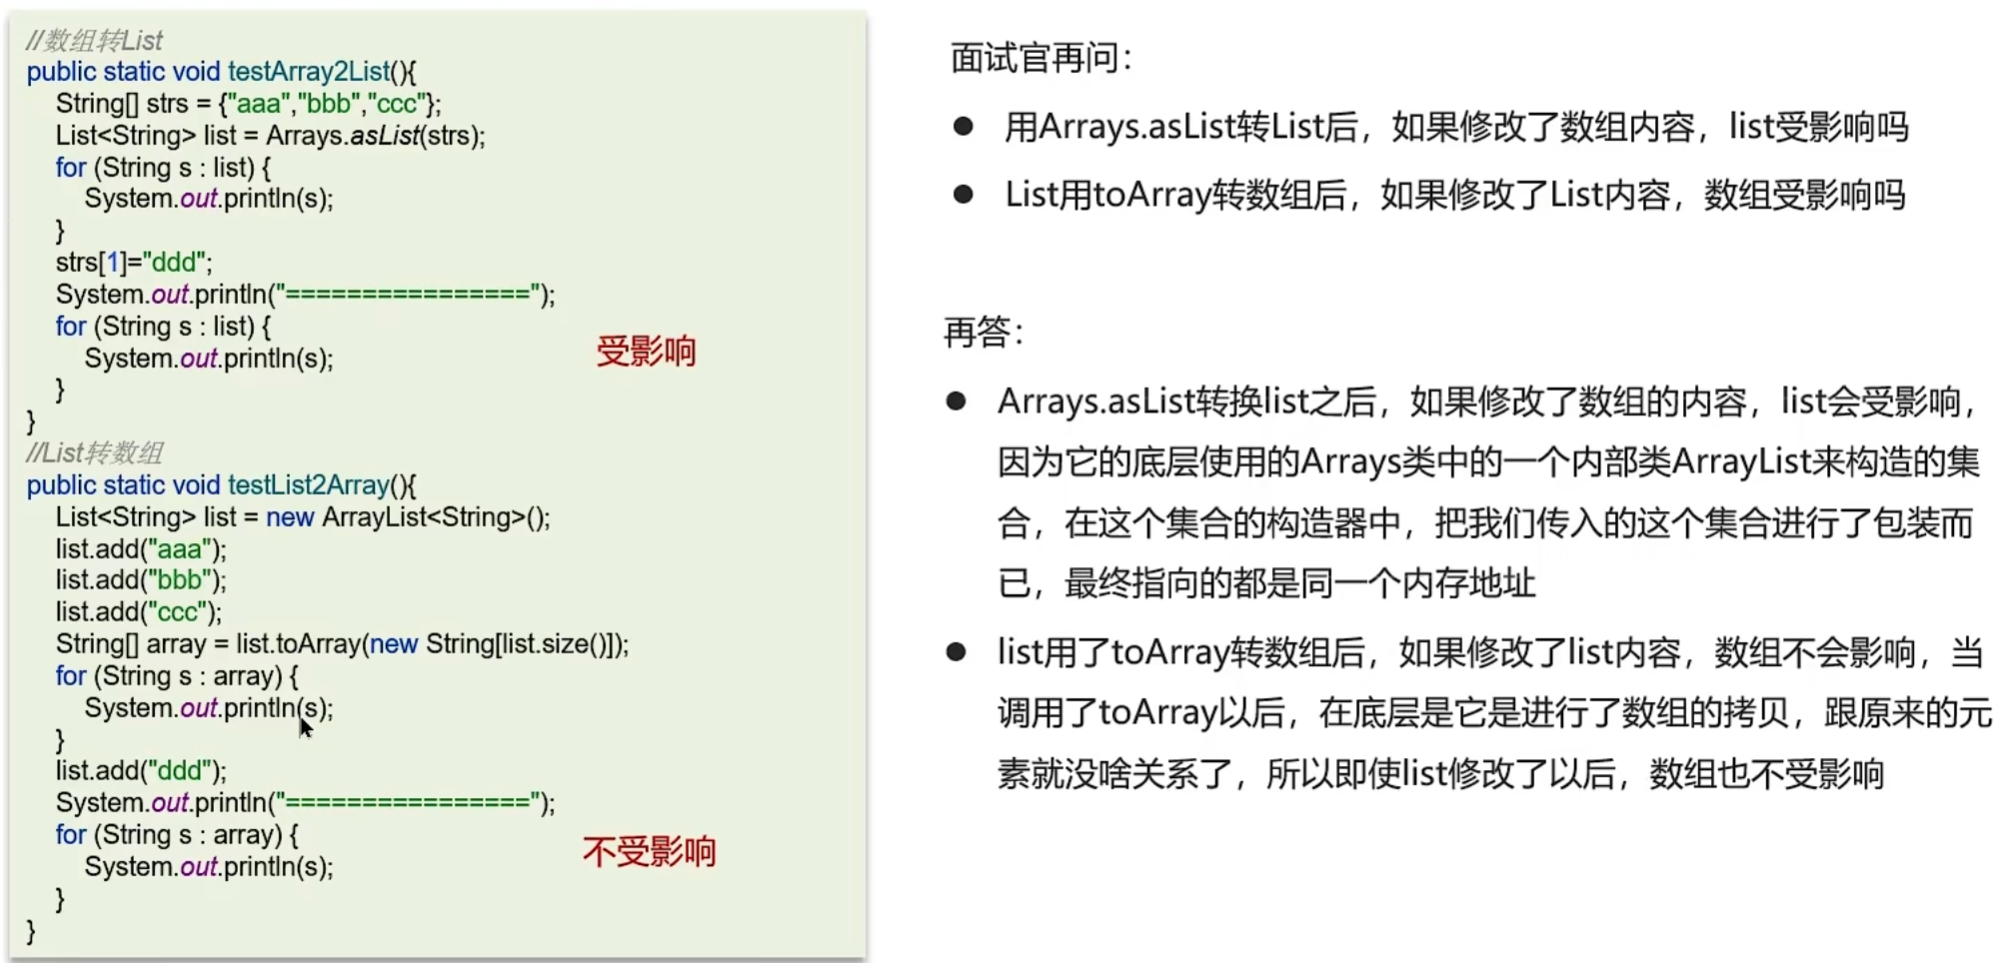 //数组转List
public static void testArray2List(){
String[] strs = {"aaa","bbb","ccc"};
List<String> list = Arrays.asList(strs);
for (String s : list) {
System.out.println(s);
}
strs[1]="ddd";
System.out.println("================");
for (String s : list) {
System.out.println(s);
}
}
受影响
//List转数组
public static void testList2Array(){
List<String> list = new ArrayList<String>();
list.add("aaa");
list.add("bbb");
list.add("ccc");
String[] array = list.toArray(new String[list.size()]);
for (String s : array) {
System.out.println(s);
}
list.add("ddd");
System.out.println("================");
for (String s : array) {
System.out.println(s);
}
}
不受影响
面试官再问：
● 用Arrays.asList转List后，如果修改了数组内容，list受影响吗
● List用toArray转数组后，如果修改了List内容，数组受影响吗
再答：
● Arrays.asList转换list之后，如果修改了数组的内容，list会受影响，
因为它的底层使用的Arrays类中的一个内部类ArrayList来构造的集
合，在这个集合的构造器中，把我们传入的这个集合进行了包装而
已，最终指向的都是同一个内存地址
● list用了toArray转数组后，如果修改了list内容，数组不会影响，当
调用了toArray以后，在底层是它是进行了数组的拷贝，跟原来的元
素就没啥关系了，所以即使list修改了以后，数组也不受影响